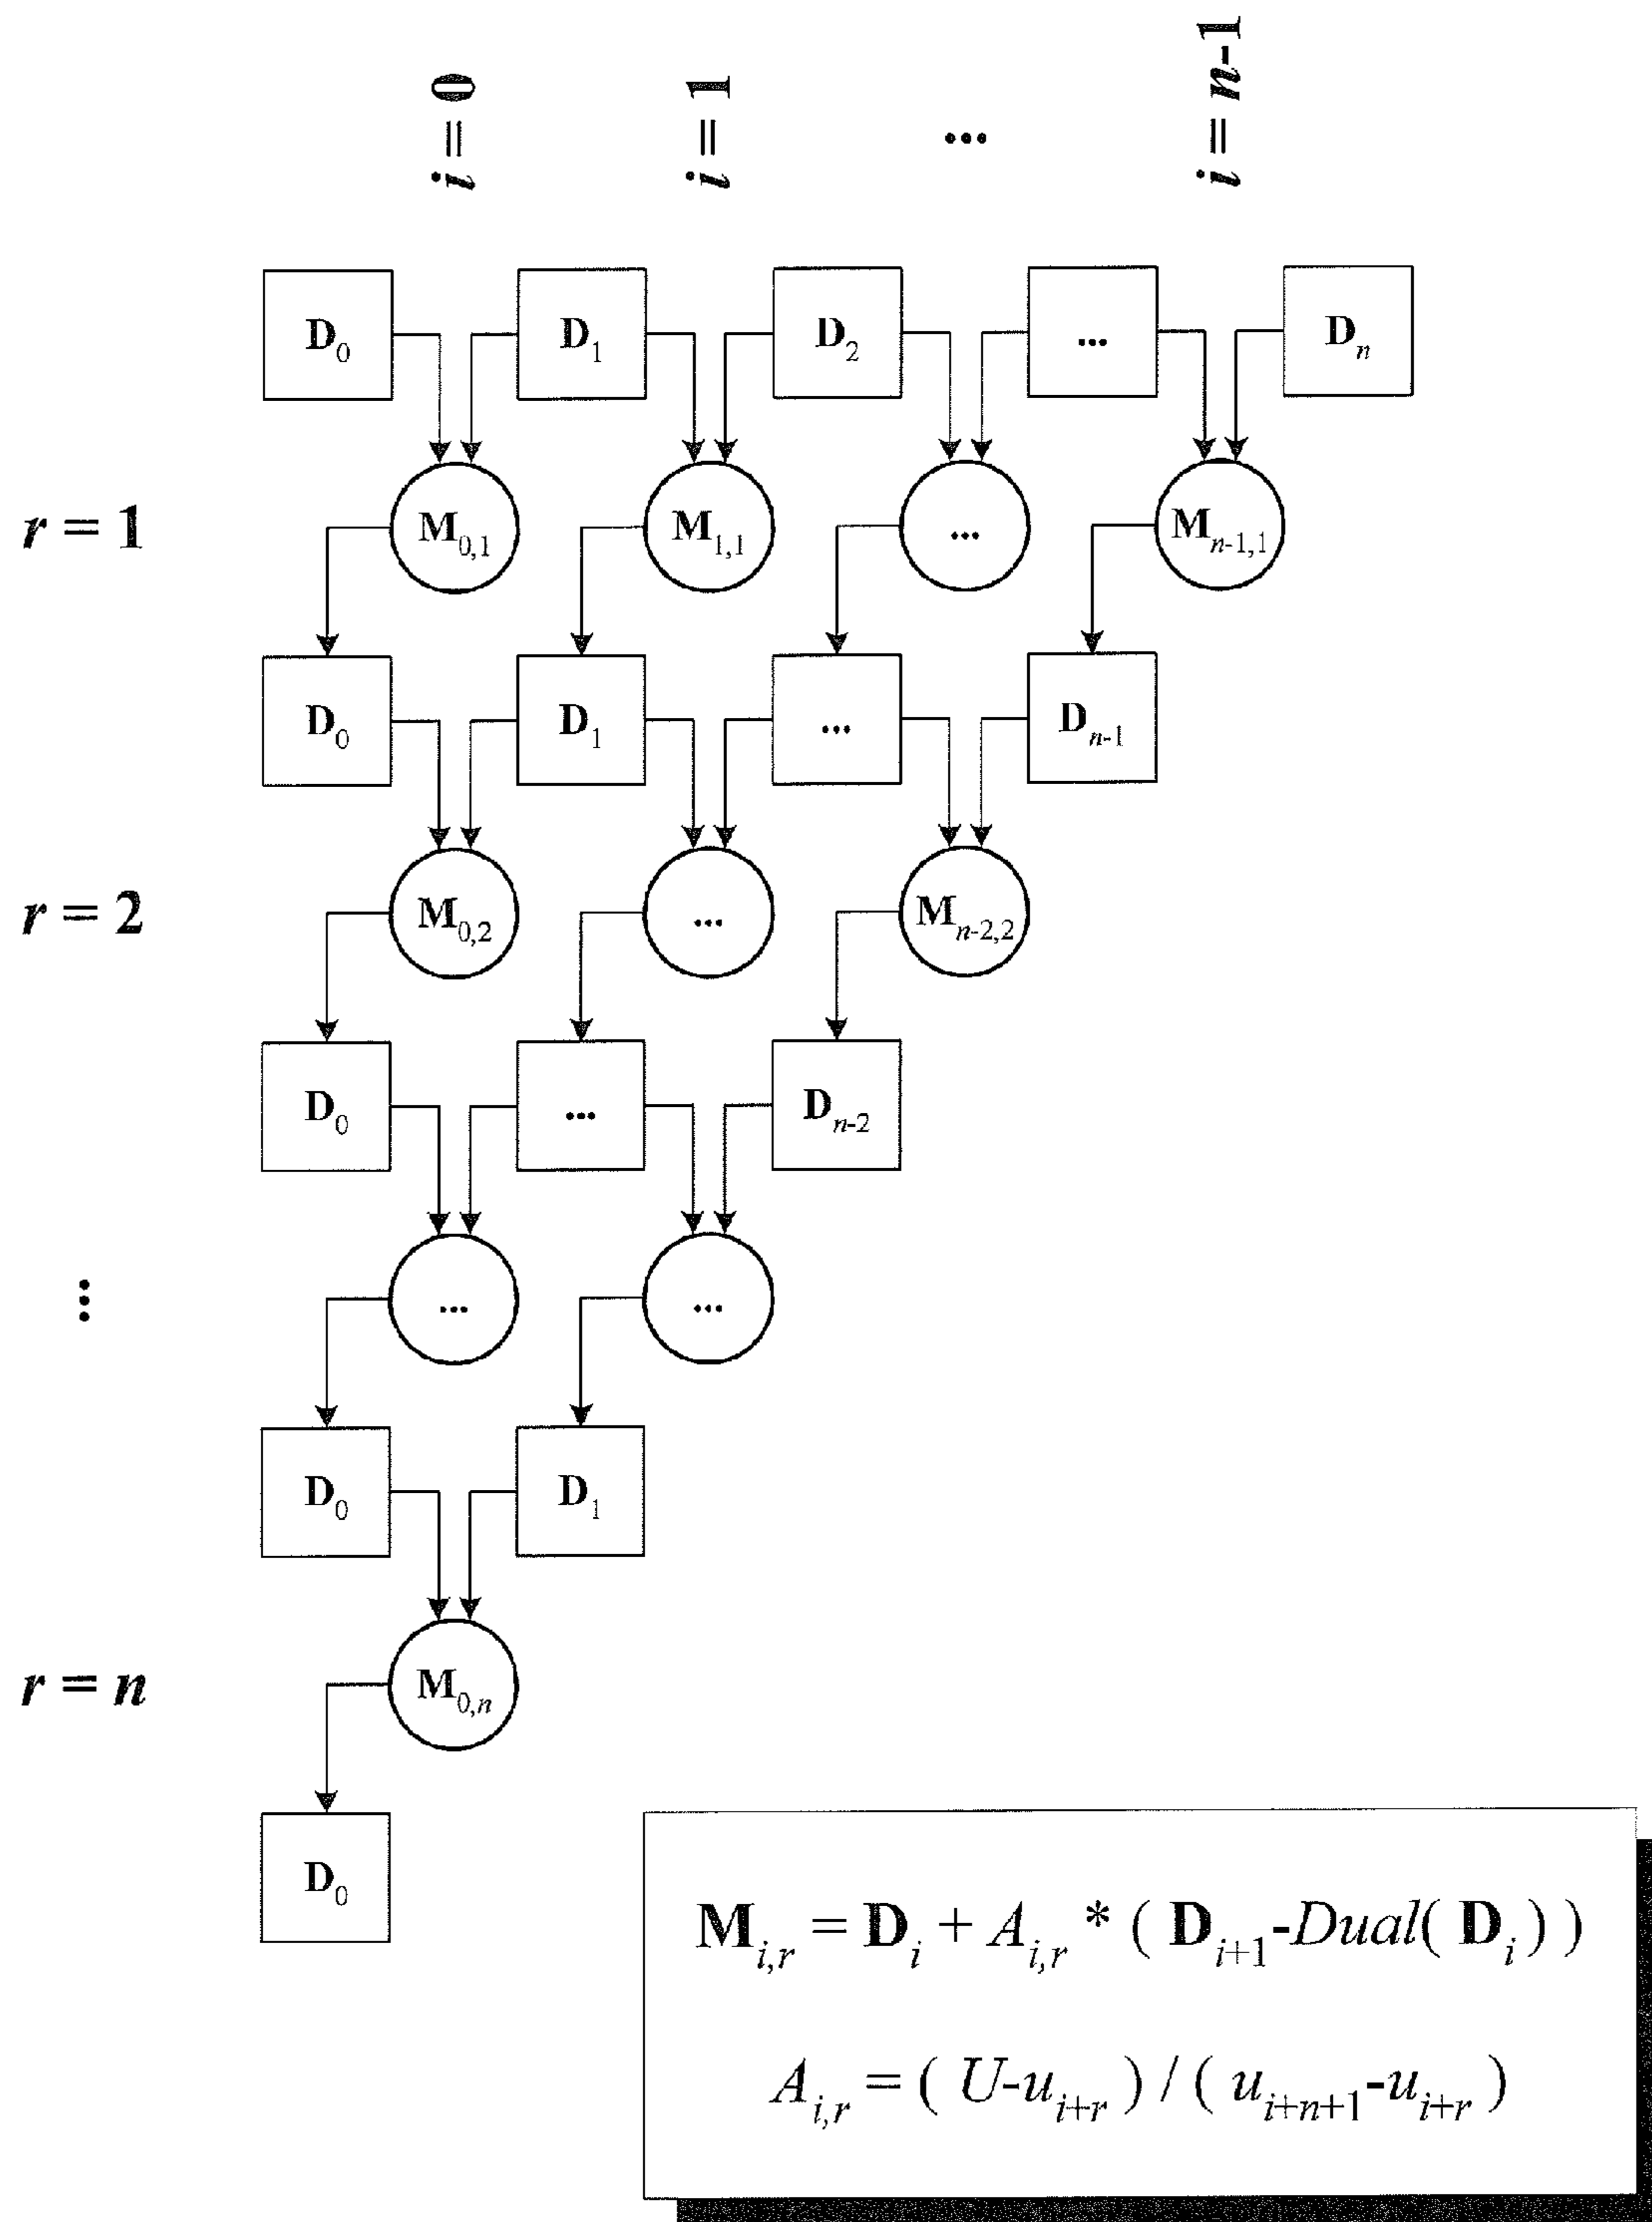 i = 0 i = 1 ... i = n-1
D0 D1 D2 ... Dn
r = 1 M0,1 M1,1 ... Mn-1,1
D0 D1 ... Dn-1
r = 2 M0,2 ... Mn-2,2
D0 ... Dn-2
... ... ...
D0 D1
r = n M0,n
D0
Mi,r = Di + Ai,r * ( Di+1-Dual( Di ) )
Ai,r = ( U-ui+r ) / ( ui+n+1-ui+r )